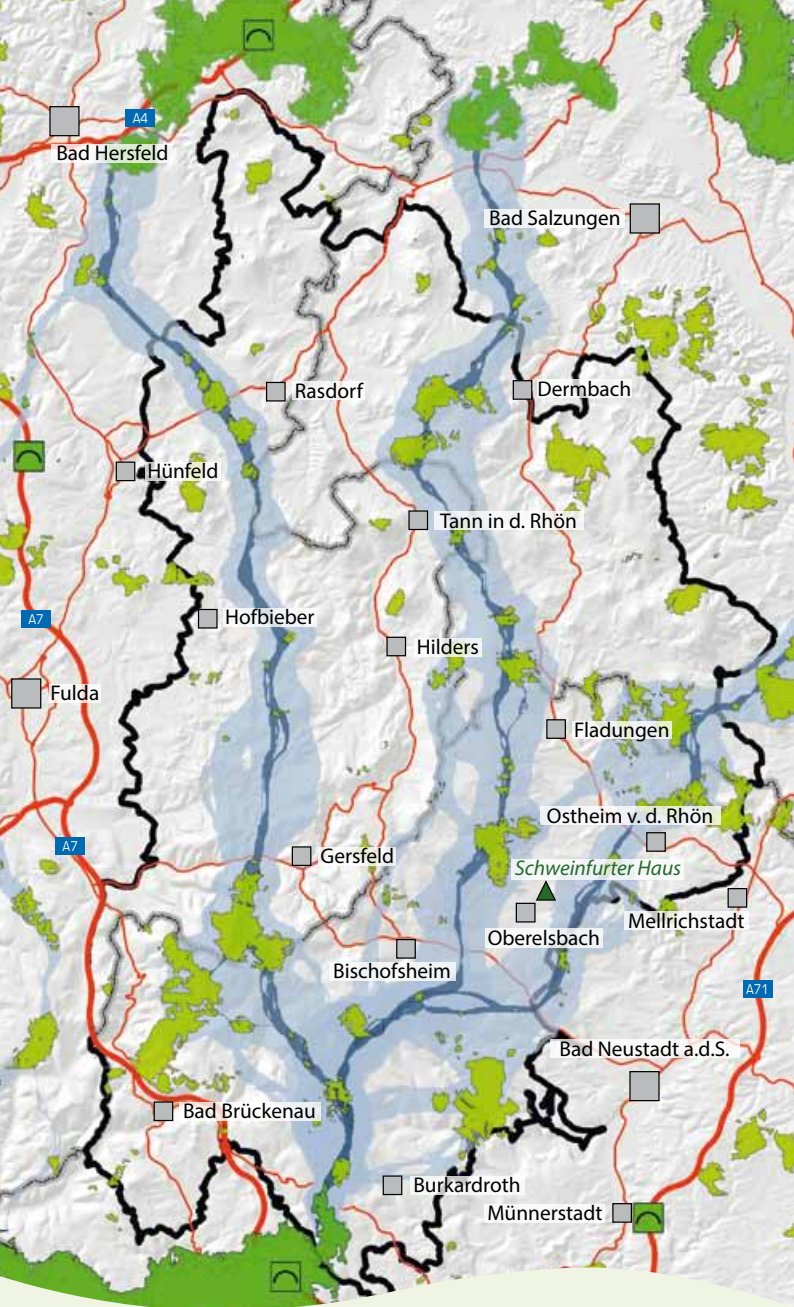 A4
Bad Hersfeld
Bad Salzungen
Rasdorf
Dermbach
Hünfeld
Tann in d. Rhön
A7
Hofbieber
Hilders
Fulda
Fladungen
Ostheim v. d. Rhön
A7
Gersfeld
Schweinfurter Haus
Mellrichstadt
Oberelsbach
Bischofsheim
A71
Bad Neustadt a.d.S.
Bad Brückenau
Burkardroth
Münnerstadt